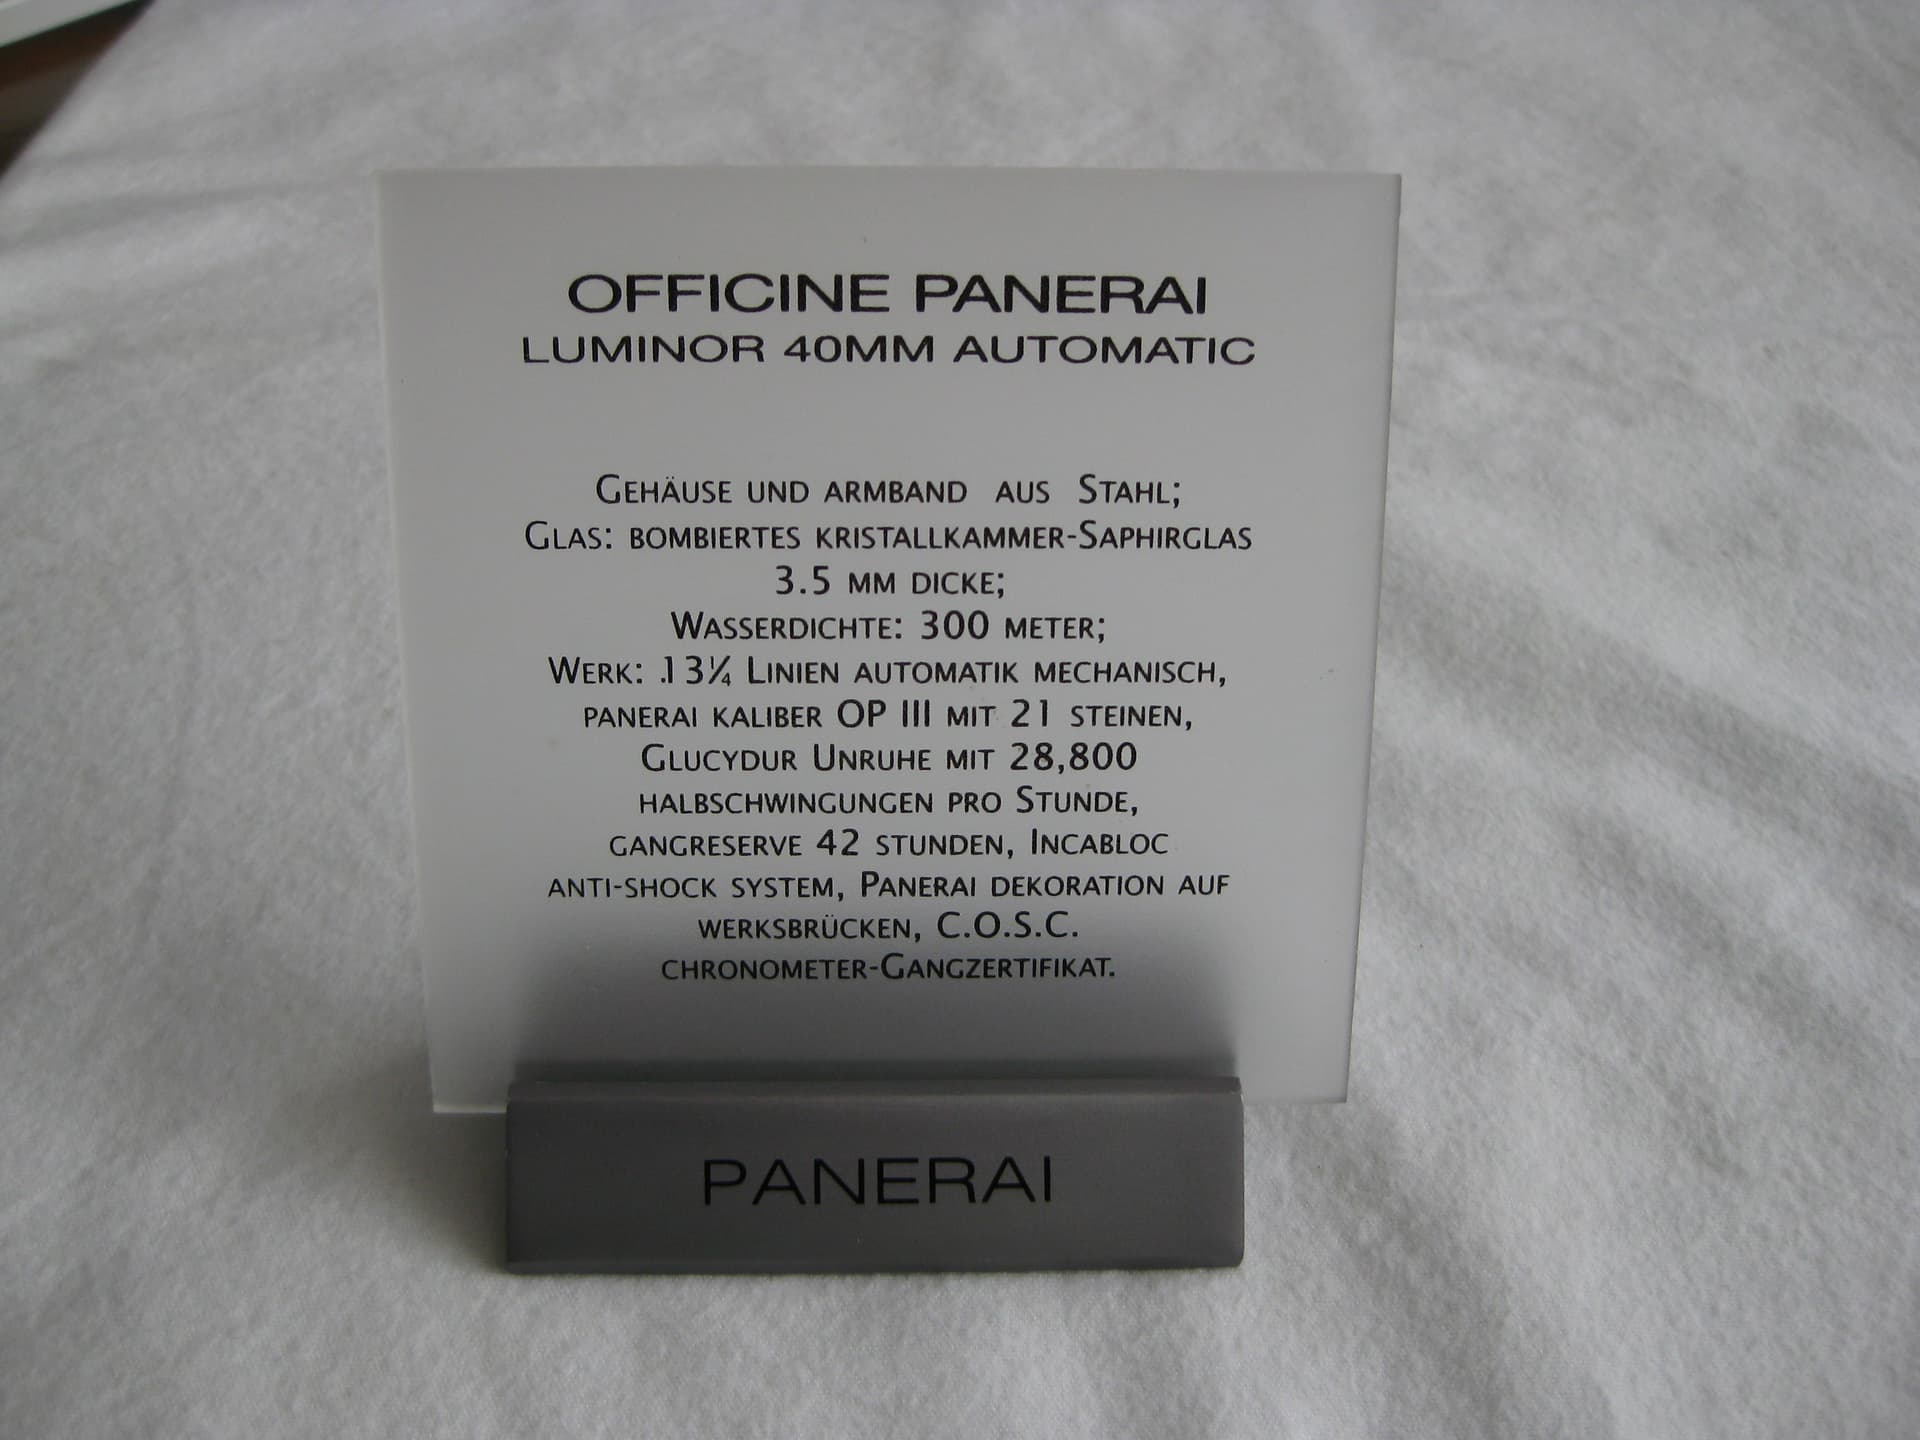 OFFICINE PANERAI
LUMINOR 40MM AUTOMATIC
GEHÄUSE UND ARMBAND AUS STAHL;
GLAS: BOMBIERTES KRISTALLKAMMER-SAPHIRGLAS
3.5 MM DICKE;
WASSERDICHTE: 300 METER;
WERK: .13¼ LINIEN AUTOMATIK MECHANISCH,
PANERAI KALIBER OP III MIT 21 STEINEN,
GLUCYDUR UNRUHE MIT 28,800
HALBSCHWINGUNGEN PRO STUNDE,
GANGRESERVE 42 STUNDEN, INCABLOC
ANTI-SHOCK SYSTEM, PANERAI DEKORATION AUF
WERKSBRÜCKEN, C.O.S.C.
CHRONOMETER-GANGZERTIFIKAT.
PANERAI